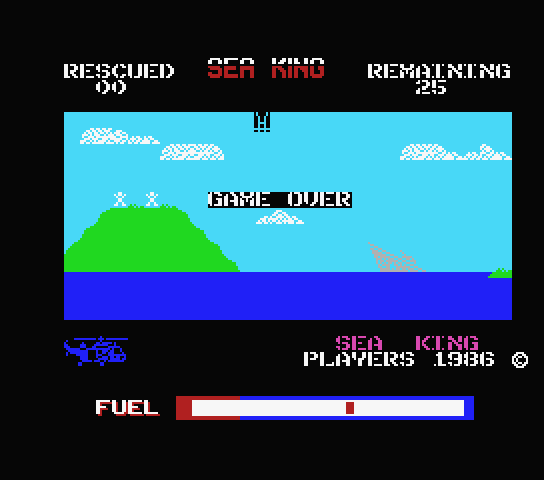 RESCUED SEA KING REMAINING
00 25
GAME OVER
SEA KING
PLAYERS 1986 ©
FUEL